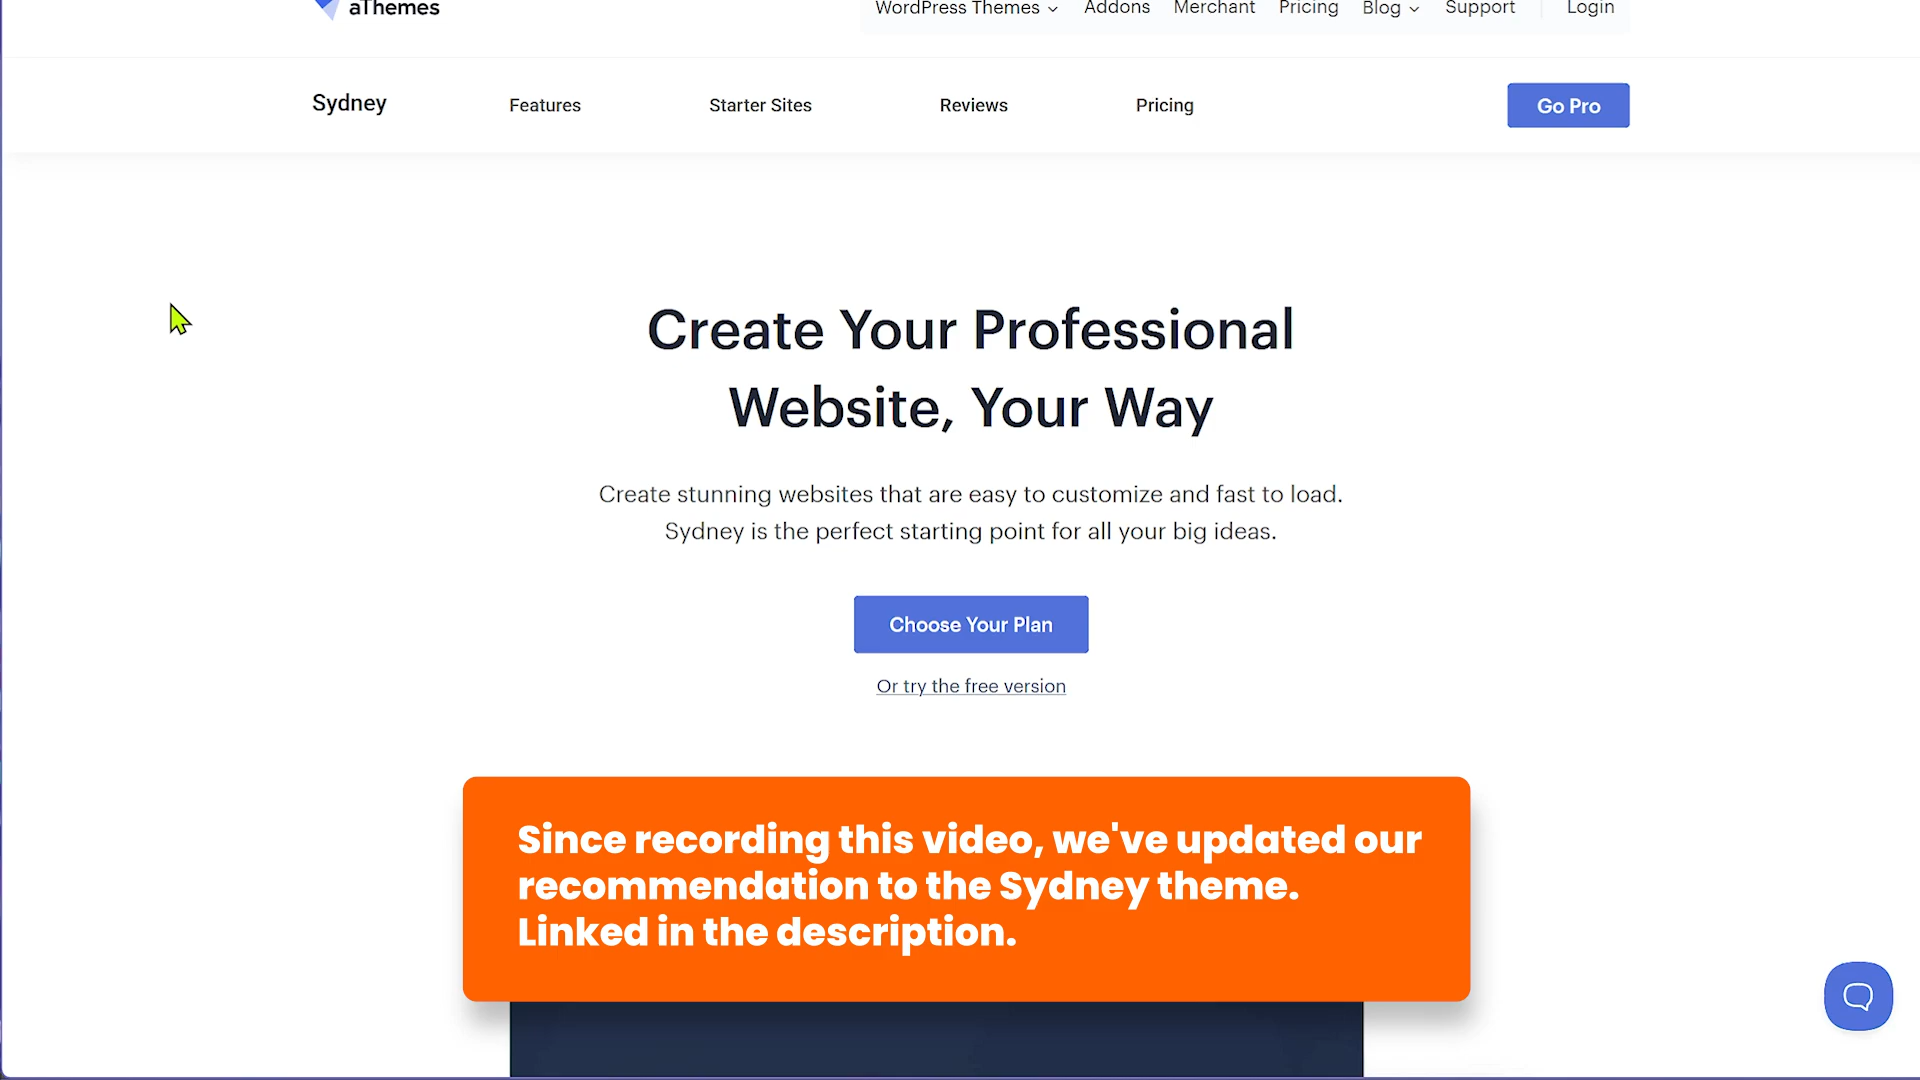 aThemes
WordPress Themes Addons Merchant Pricing Blog Support Login
Sydney Features Starter Sites Reviews Pricing Go Pro
Create Your Professional
Website, Your Way
Create stunning websites that are easy to customize and fast to load.
Sydney is the perfect starting point for all your big ideas.
Choose Your Plan
Or try the free version
Since recording this video, we've updated our
recommendation to the Sydney theme.
Linked in the description.